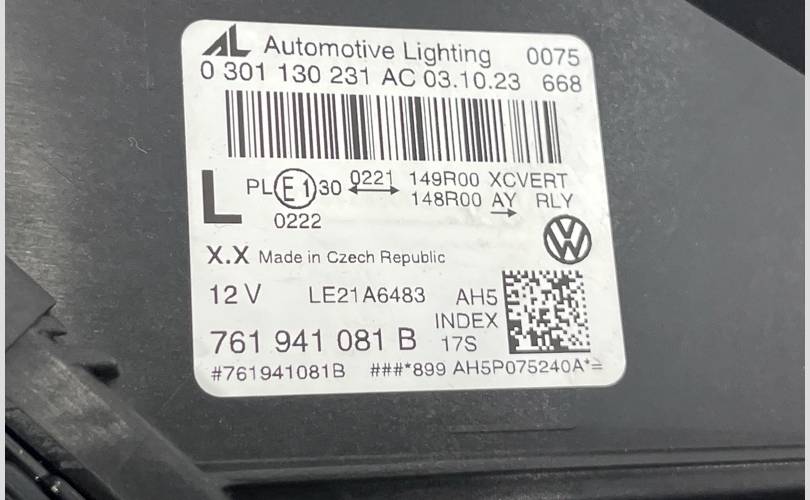 AL Automotive Lighting 0075
0 301 130 231 AC 03.10.23 668
L PL E1 30 0221 149R00 XCVERT
148R00 AY RLY
0222
X.X Made in Czech Republic
12 V LE21A6483 AH5
INDEX
761 941 081 B 17S
#761941081B ###*899 AH5P075240A*=